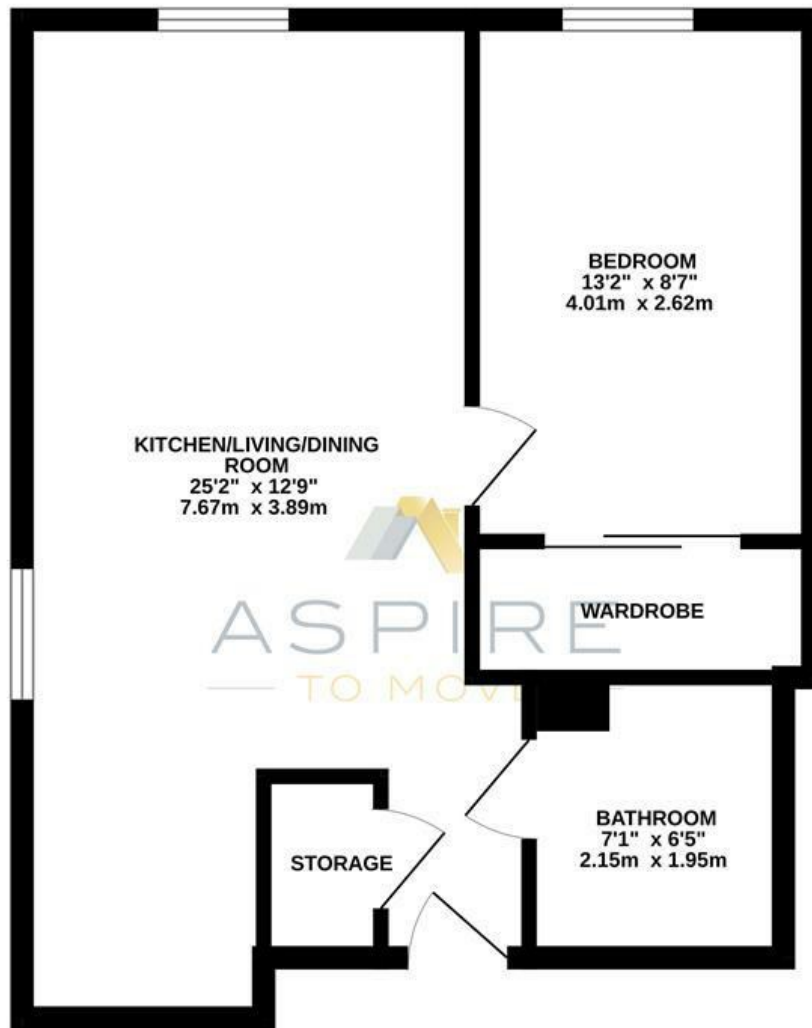 BEDROOM
13'2" x 8'7"
4.01m x 2.62m
KITCHEN/LIVING/DINING
ROOM
25'2" x 12'9"
7.67m x 3.89m
WARDROBE
ASPIRE
TO MOVE
BATHROOM
7'1" x 6'5"
2.15m x 1.95m
STORAGE